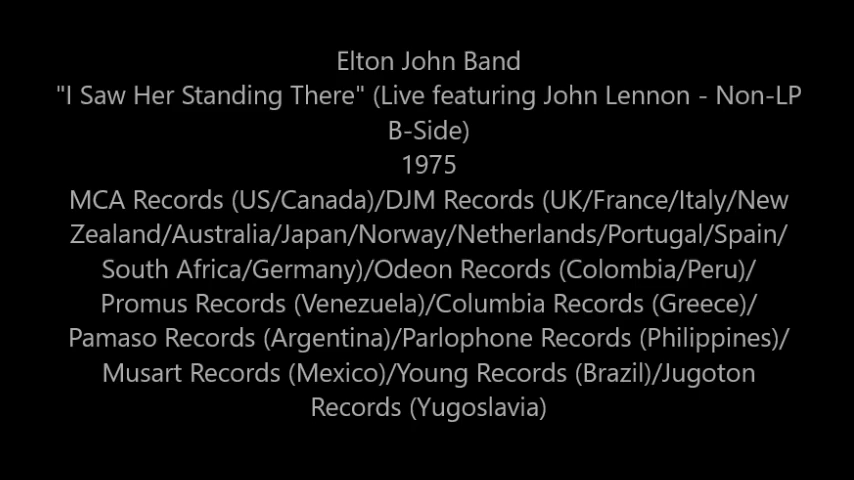 Elton John Band
"I Saw Her Standing There" (Live featuring John Lennon - Non-LP
B-Side)
1975
MCA Records (US/Canada)/DJM Records (UK/France/Italy/New
Zealand/Australia/Japan/Norway/Netherlands/Portugal/Spain/
South Africa/Germany)/Odeon Records (Colombia/Peru)/
Promus Records (Venezuela)/Columbia Records (Greece)/
Pamaso Records (Argentina)/Parlophone Records (Philippines)/
Musart Records (Mexico)/Young Records (Brazil)/Jugoton
Records (Yugoslavia)